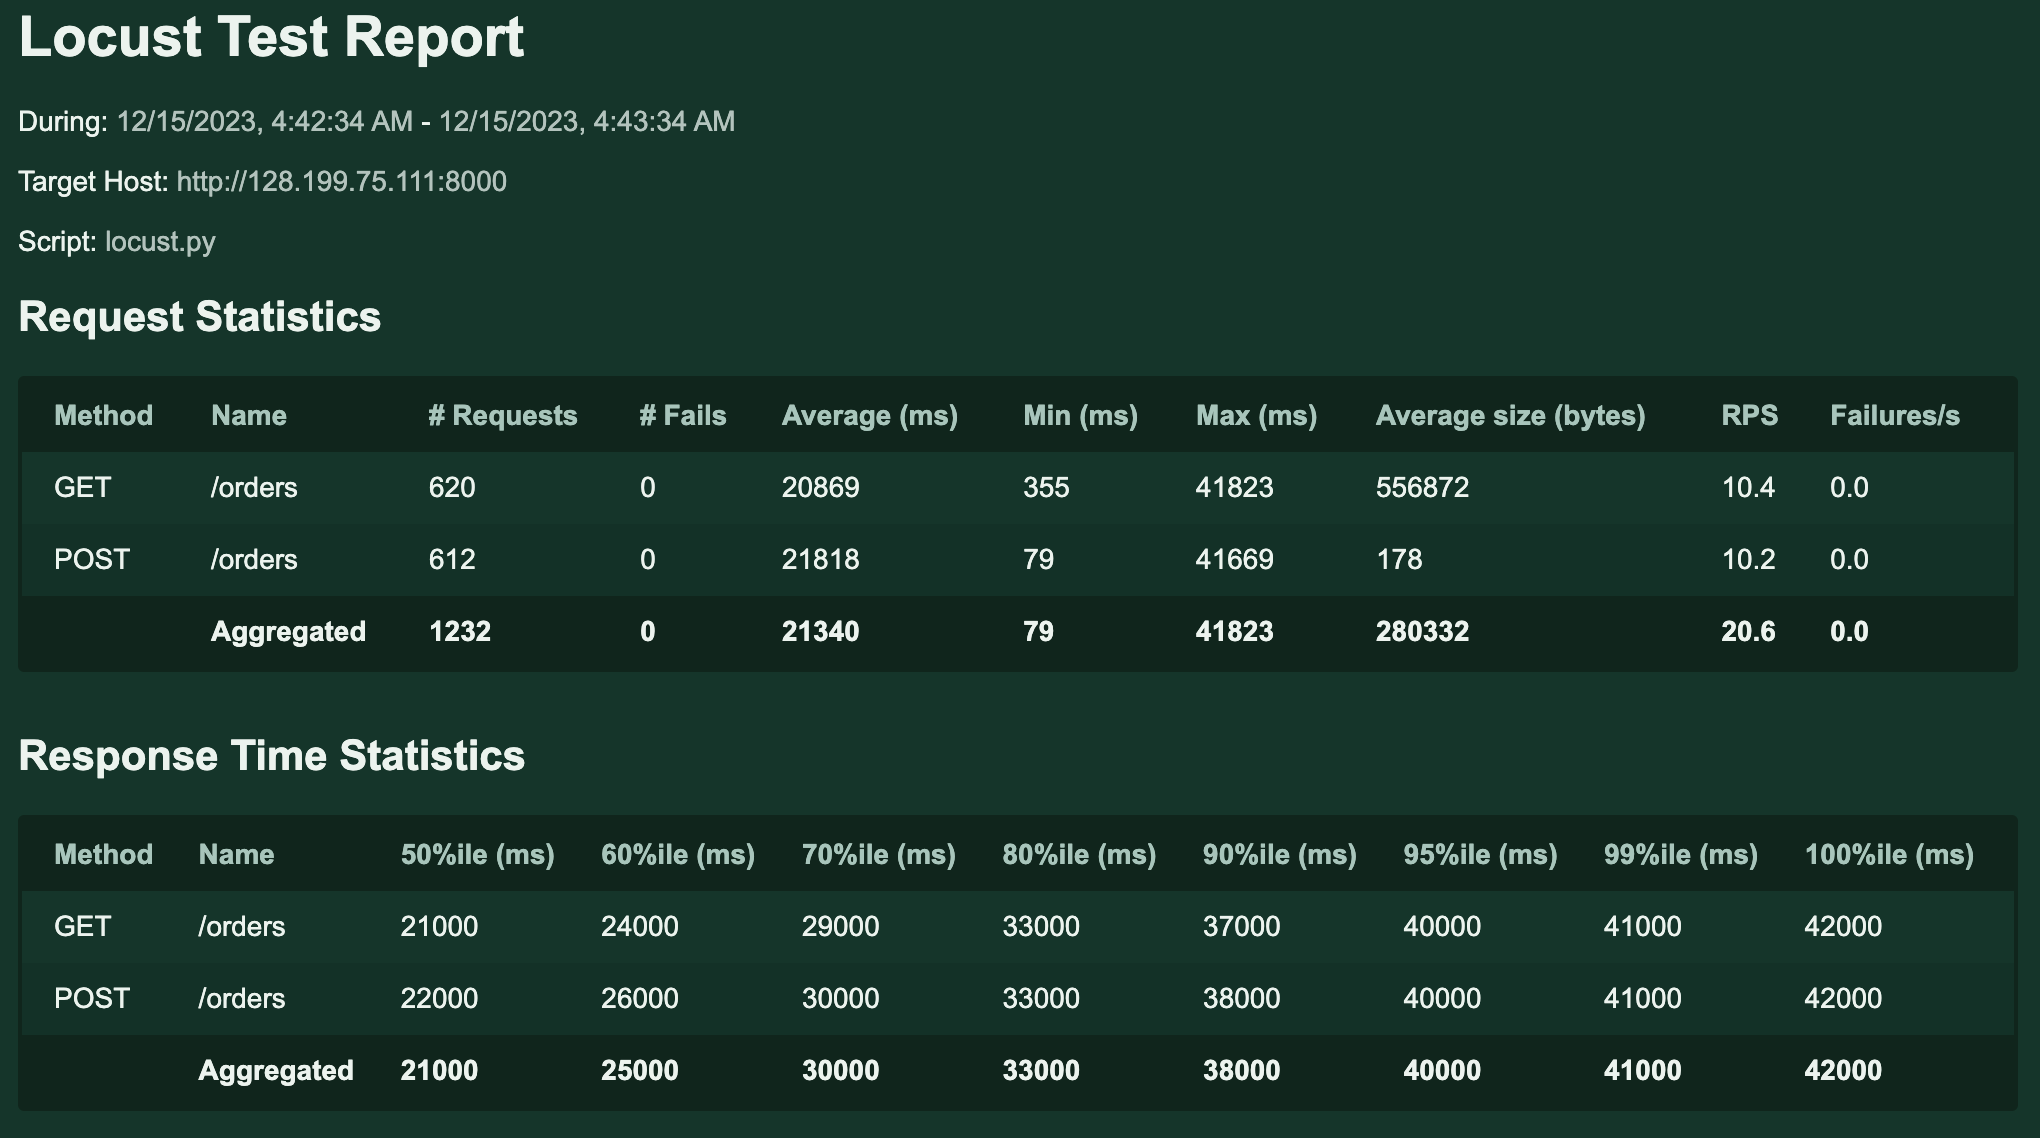 Locust Test Report
During: 12/15/2023, 4:42:34 AM - 12/15/2023, 4:43:34 AM
Target Host: http://128.199.75.111:8000
Script: locust.py
Request Statistics
Method Name # Requests # Fails Average (ms) Min (ms) Max (ms) Average size (bytes) RPS Failures/s
GET /orders 620 0 20869 355 41823 556872 10.4 0.0
POST /orders 612 0 21818 79 41669 178 10.2 0.0
Aggregated 1232 0 21340 79 41823 280332 20.6 0.0
Response Time Statistics
Method Name 50%ile (ms) 60%ile (ms) 70%ile (ms) 80%ile (ms) 90%ile (ms) 95%ile (ms) 99%ile (ms) 100%ile (ms)
GET /orders 21000 24000 29000 33000 37000 40000 41000 42000
POST /orders 22000 26000 30000 33000 38000 40000 41000 42000
Aggregated 21000 25000 30000 33000 38000 40000 41000 42000